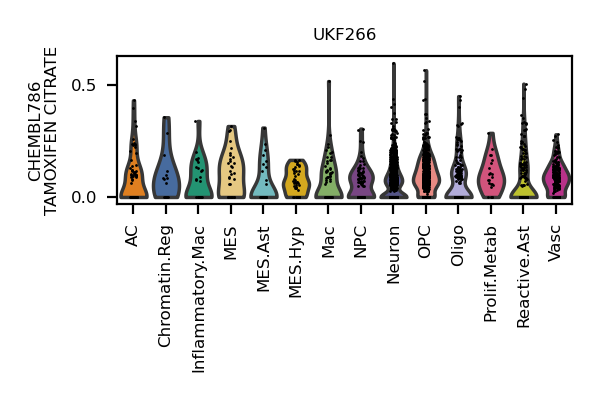 UKF266
CHEMBL786
TAMOXIFEN CITRATE
0.5
0.0
AC
Chromatin.Reg
Inflammatory.Mac
MES
MES.Ast
MES.Hyp
Mac
NPC
Neuron
OPC
Oligo
Prolif.Metab
Reactive.Ast
Vasc